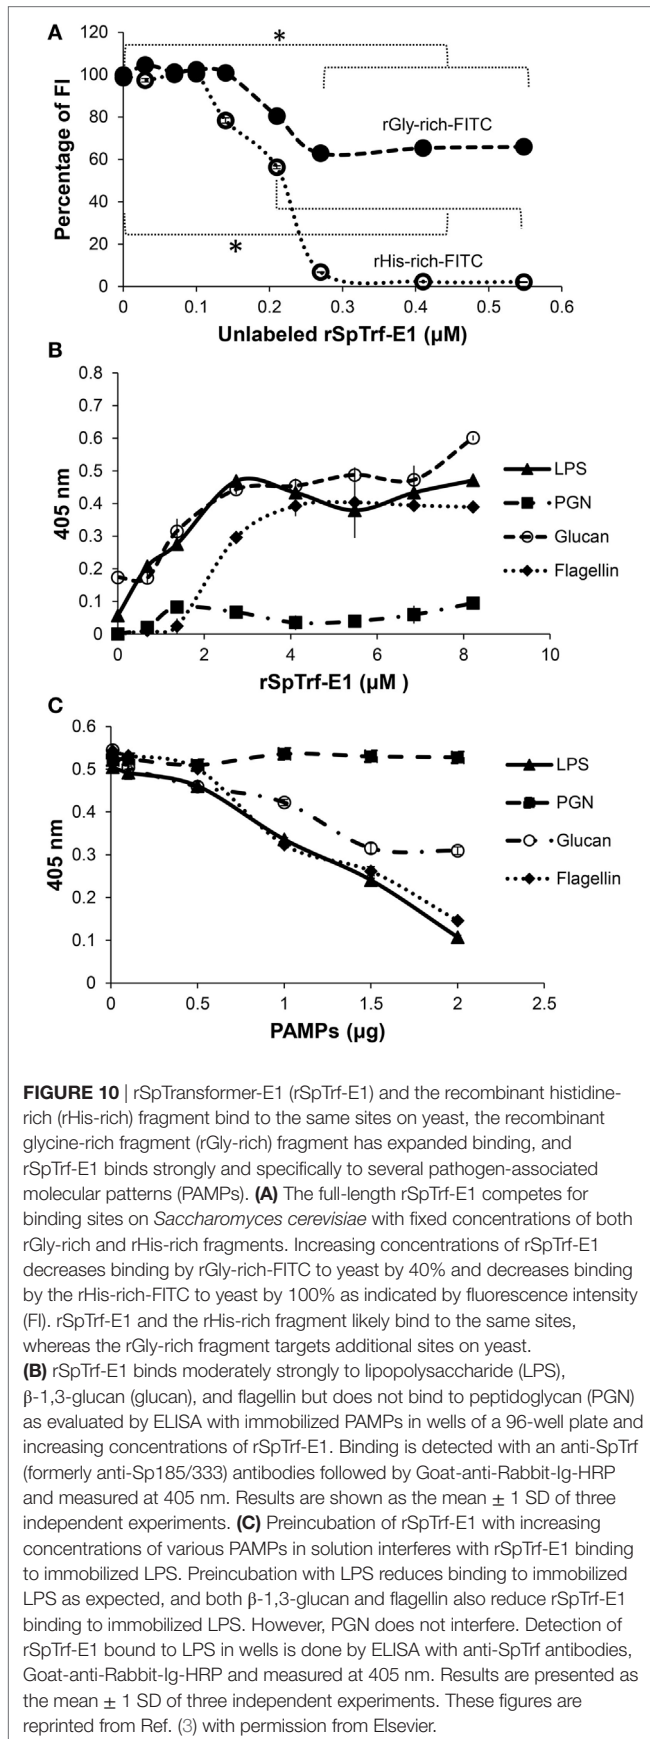 A
120
100
80
60
40
20
0
Percentage of FI
*
rGly-rich-FITC
*
rHis-rich-FITC
0 0.1 0.2 0.3 0.4 0.5 0.6
Unlabeled rSpTrf-E1 (µM)
B
0.8
0.7
0.6
0.5
0.4
0.3
0.2
0.1
0
405 nm
LPS
PGN
Glucan
Flagellin
0 2 4 6 8 10
rSpTrf-E1 (µM )
C
0.6
0.5
0.4
0.3
0.2
0.1
0
405 nm
LPS
PGN
Glucan
Flagellin
0 0.5 1 1.5 2 2.5
PAMPs (µg)
FIGURE 10 | rSpTransformer-E1 (rSpTrf-E1) and the recombinant histidine-
rich (rHis-rich) fragment bind to the same sites on yeast, the recombinant
glycine-rich fragment (rGly-rich) fragment has expanded binding, and
rSpTrf-E1 binds strongly and specifically to several pathogen-associated
molecular patterns (PAMPs). (A) The full-length rSpTrf-E1 competes for
binding sites on Saccharomyces cerevisiae with fixed concentrations of both
rGly-rich and rHis-rich fragments. Increasing concentrations of rSpTrf-E1
decreases binding by rGly-rich-FITC to yeast by 40% and decreases binding
by the rHis-rich-FITC to yeast by 100% as indicated by fluorescence intensity
(FI). rSpTrf-E1 and the rHis-rich fragment likely bind to the same sites,
whereas the rGly-rich fragment targets additional sites on yeast.
(B) rSpTrf-E1 binds moderately strongly to lipopolysaccharide (LPS),
β-1,3-glucan (glucan), and flagellin but does not bind to peptidoglycan (PGN)
as evaluated by ELISA with immobilized PAMPs in wells of a 96-well plate and
increasing concentrations of rSpTrf-E1. Binding is detected with an anti-SpTrf
(formerly anti-Sp185/333) antibodies followed by Goat-anti-Rabbit-Ig-HRP
and measured at 405 nm. Results are shown as the mean ± 1 SD of three
independent experiments. (C) Preincubation of rSpTrf-E1 with increasing
concentrations of various PAMPs in solution interferes with rSpTrf-E1 binding
to immobilized LPS. Preincubation with LPS reduces binding to immobilized
LPS as expected, and both β-1,3-glucan and flagellin also reduce rSpTrf-E1
binding to immobilized LPS. However, PGN does not interfere. Detection of
rSpTrf-E1 bound to LPS in wells is done by ELISA with anti-SpTrf antibodies,
Goat-anti-Rabbit-Ig-HRP and measured at 405 nm. Results are presented as
the mean ± 1 SD of three independent experiments. These figures are
reprinted from Ref. (3) with permission from Elsevier.